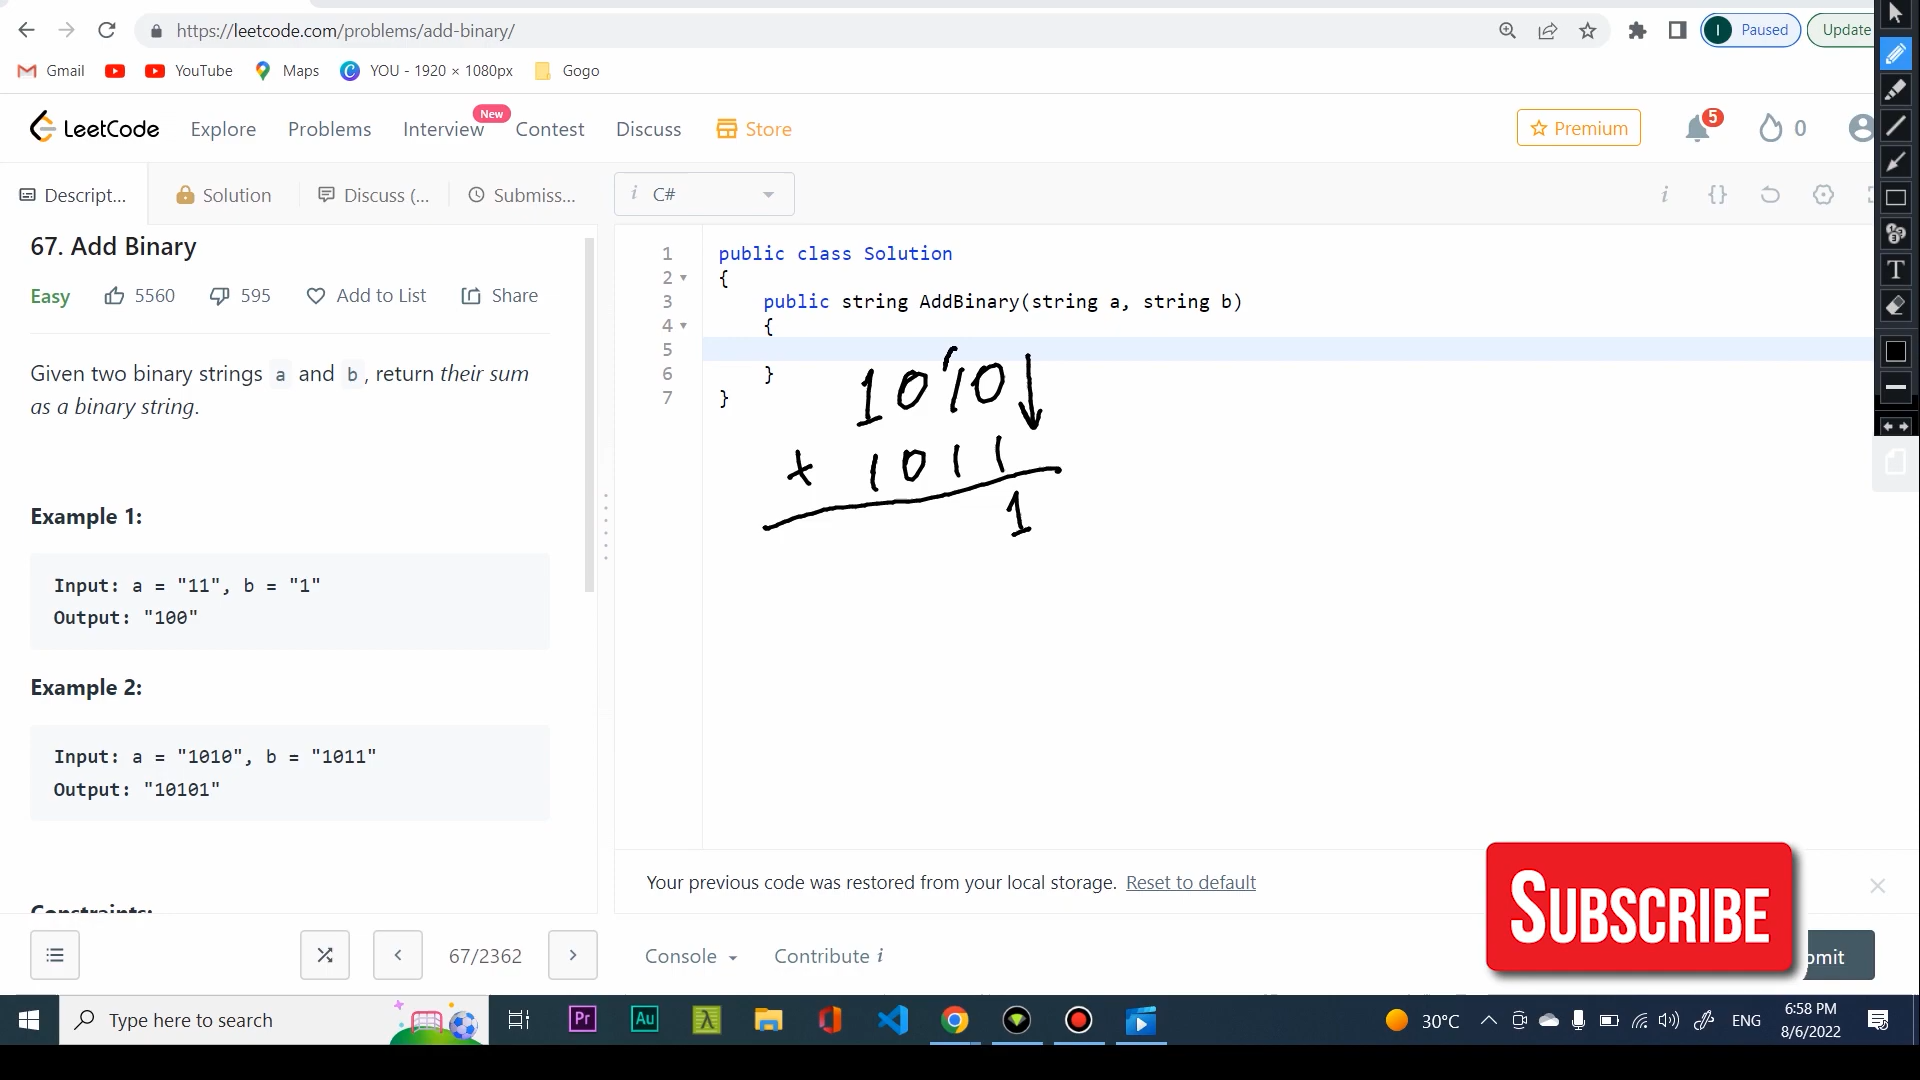 https://leetcode.com/problems/add-binary/
I Paused
Update
Gmail YouTube Maps YOU - 1920 × 1080px Gogo
LeetCode Explore Problems Interview New Contest Discuss Store
Premium 5 0
Descript... Solution Discuss (... Submiss...
i C#
i {}
67. Add Binary
Easy 5560 595 Add to List Share
Given two binary strings a and b, return their sum
as a binary string.
Example 1:
Input: a = "11", b = "1"
Output: "100"
Example 2:
Input: a = "1010", b = "1011"
Output: "10101"
Constraints:
1 public class Solution
2 {
3 public string AddBinary(string a, string b)
4 {
5
6 }
7 }
1010
+ 1011
1
T
Your previous code was restored from your local storage. Reset to default
SUBSCRIBE
67/2362
Console Contribute i
Type here to search
Pr Au
30°C ENG
6:58 PM
8/6/2022